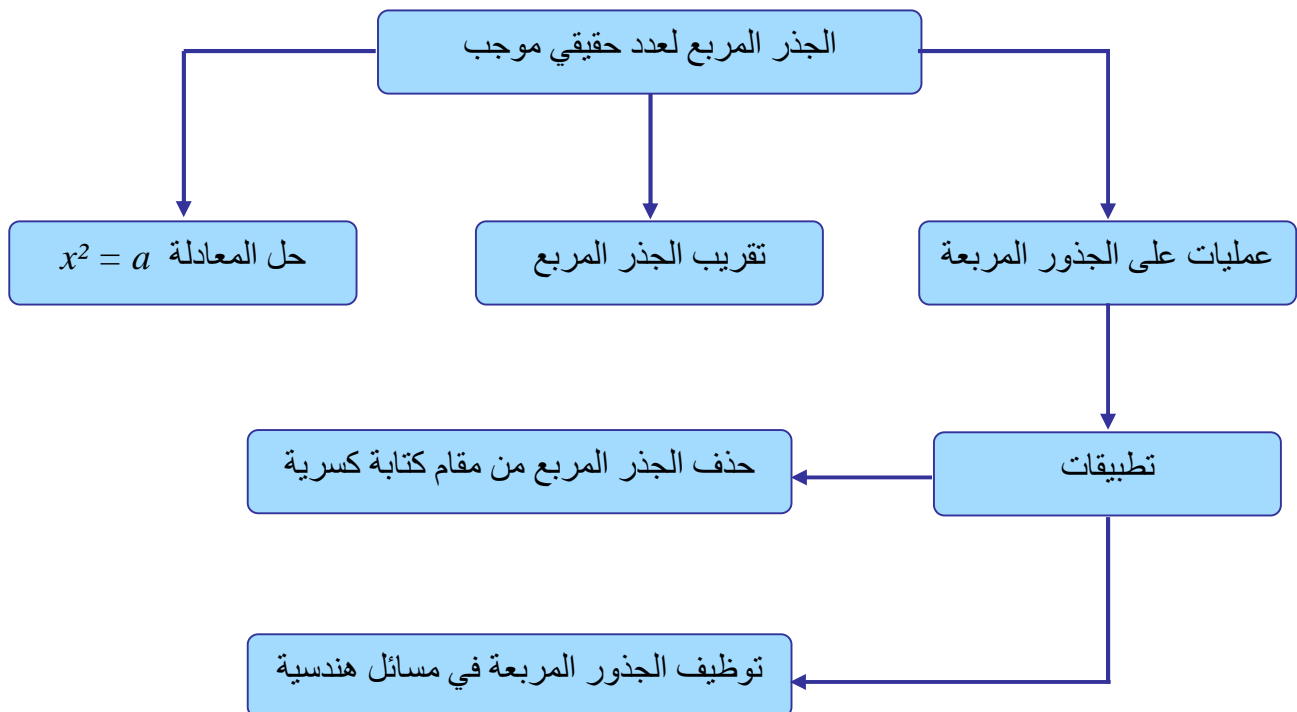 الجذر المربع لعدد حقيقي موجب
عمليات على الجذور المربعة
تقريب الجذر المربع
حل المعادلة x² = a
تطبيقات
حذف الجذر المربع من مقام كتابة كسرية
توظيف الجذور المربعة في مسائل هندسية